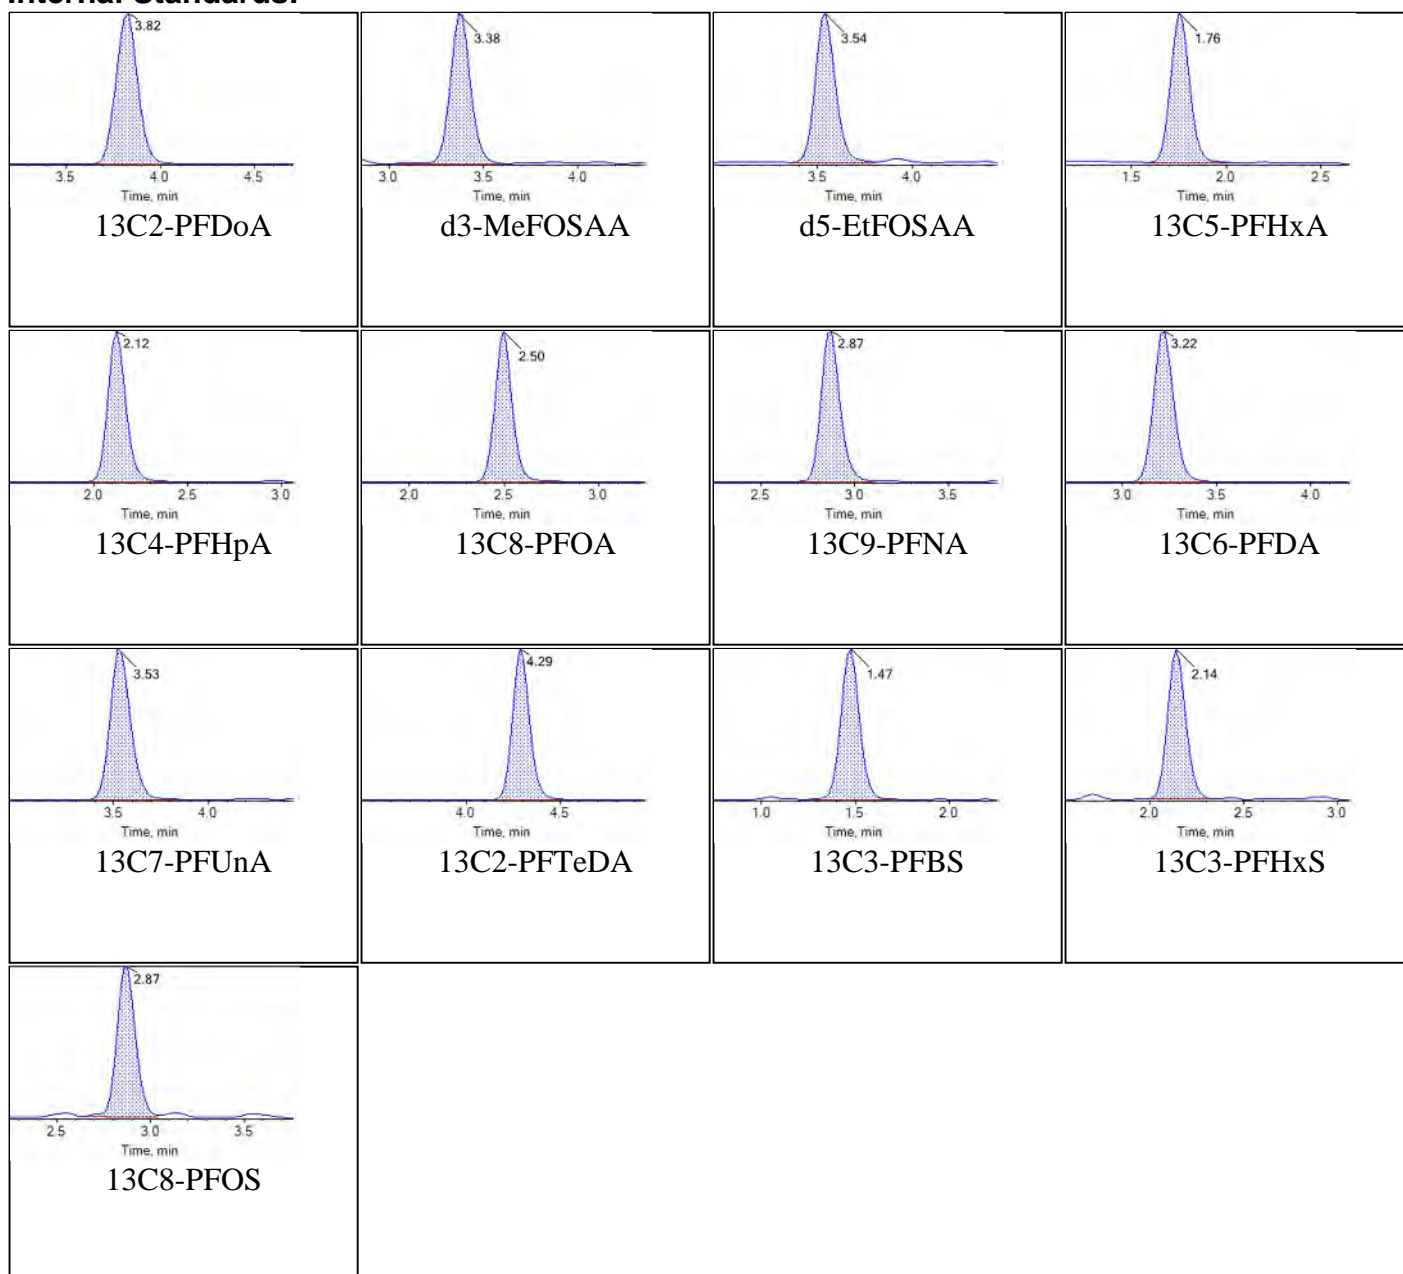 Internal Standards:
3.82
3.5 4.0 4.5
Time, min
13C2-PFDoA
3.38
3.0 3.5 4.0
Time, min
d3-MeFOSAA
3.54
3.5 4.0
Time, min
d5-EtFOSAA
1.76
1.5 2.0 2.5
Time, min
13C5-PFHxA
2.12
2.0 2.5 3.0
Time, min
13C4-PFHpA
2.50
2.0 2.5 3.0
Time, min
13C8-PFOA
2.87
2.5 3.0 3.5
Time, min
13C9-PFNA
3.22
3.0 3.5 4.0
Time, min
13C6-PFDA
3.53
3.5 4.0
Time, min
13C7-PFUnA
4.29
4.0 4.5
Time, min
13C2-PFTeDA
1.47
1.0 1.5 2.0
Time, min
13C3-PFBS
2.14
2.0 2.5 3.0
Time, min
13C3-PFHxS
2.87
2.5 3.0 3.5
Time, min
13C8-PFOS